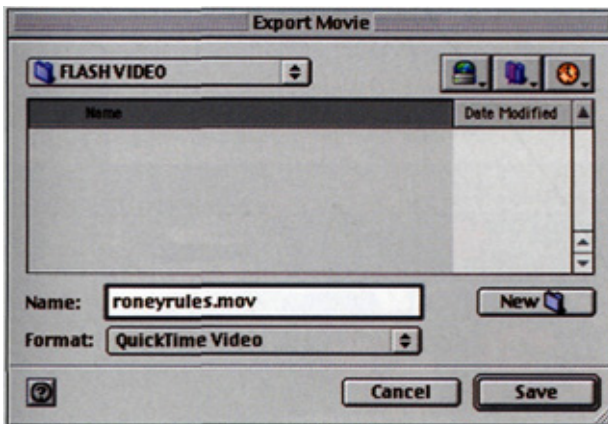 Export Movie
FLASH VIDEO
Name Date Modified
Name: roneyrules.mov New
Format: QuickTime Video
? Cancel Save